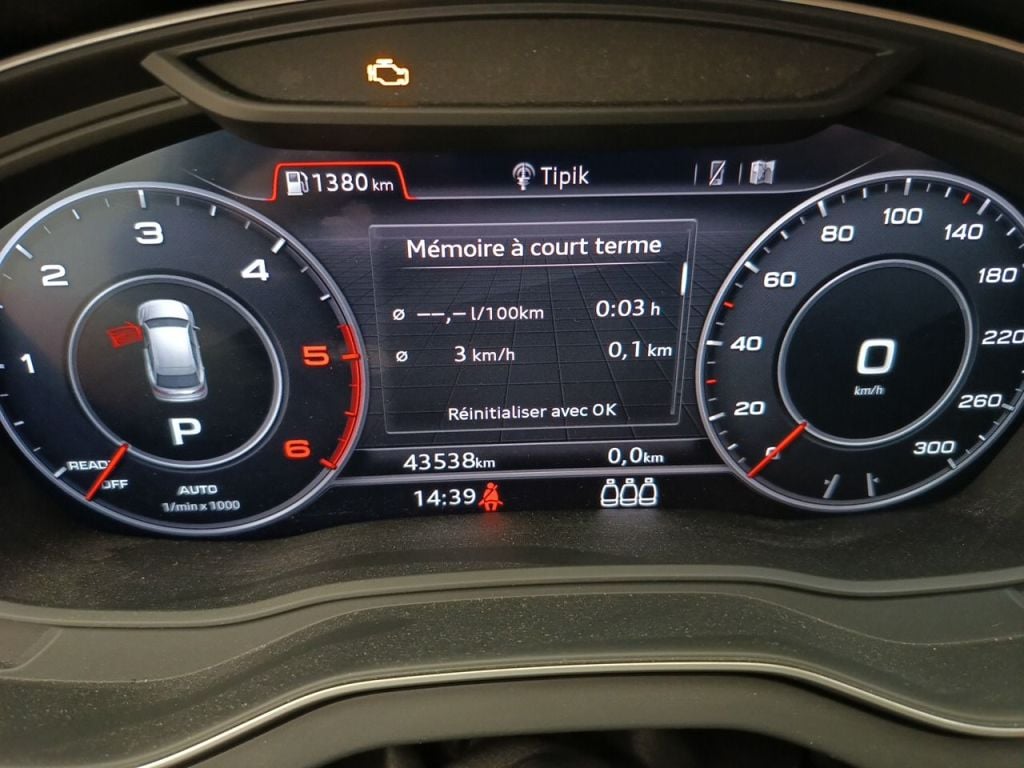 1380 km
Tipik
Mémoire à court terme
ø --,- l/100km 0:03 h
ø 3 km/h 0,1 km
Réinitialiser avec OK
43538km 0,0km
14:39
1
2
3
4
5
6
P
READY
OFF
AUTO
1/min x 1000
0
20
40
60
80
100
140
180
220
260
300
0
km/h